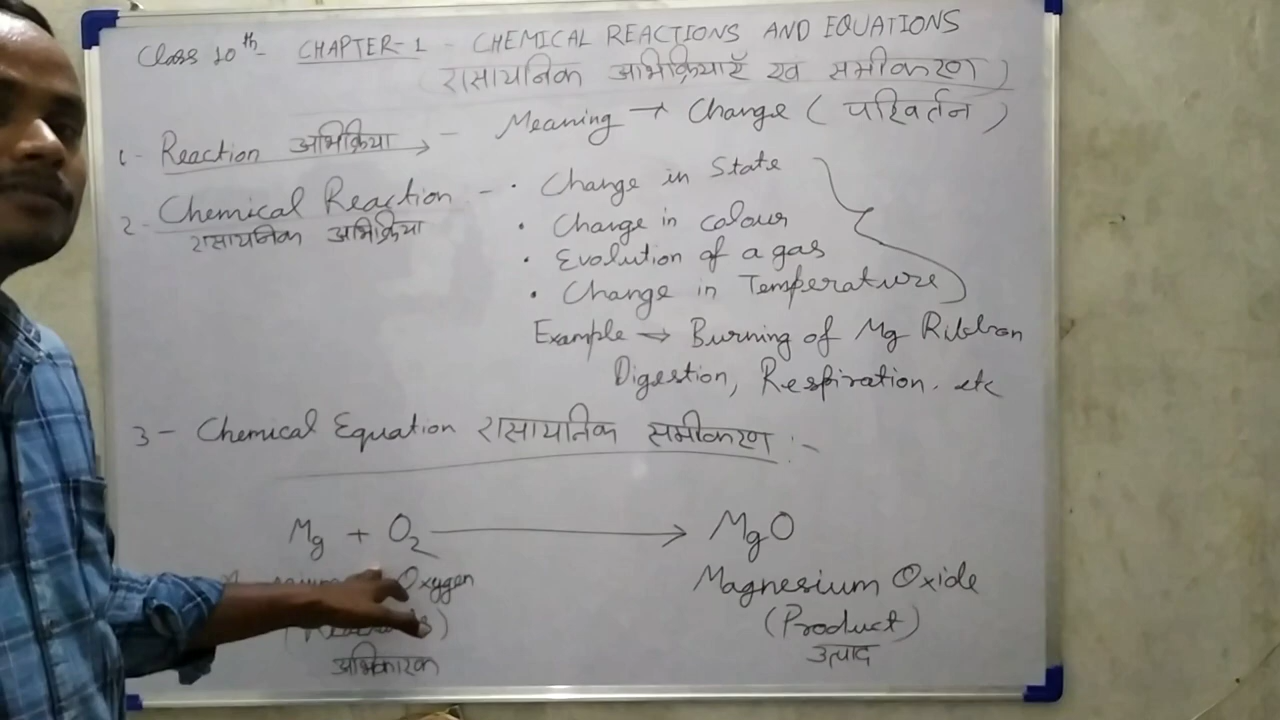 Class 10th CHAPTER-1 - CHEMICAL REACTIONS AND EQUATIONS
(रासायनिक अभिक्रियाएँ एवं समीकरण)
1- Reaction अभिक्रिया → - Meaning → Change (परिवर्तन)
2- Chemical Reaction - • Change in State
रासायनिक अभिक्रिया
• Change in colour
• Evolution of a gas
• Change in Temperature
Example → Burning of Mg Ribbon
Digestion, Respiration. etc
3- Chemical Equation रासायनिक समीकरण :-
Mg + O₂ → MgO
Oxygen Magnesium Oxide
(Product)
अभिकारक उत्पाद